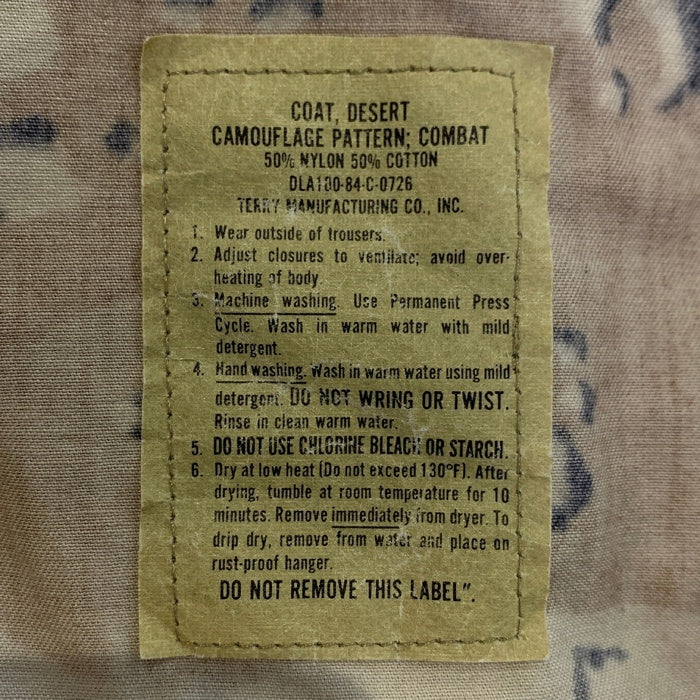 COAT, DESERT
CAMOUFLAGE PATTERN; COMBAT
50% NYLON 50% COTTON
DLA100-84-C-0726
TERRY MANUFACTURING CO., INC.
1. Wear outside of trousers.
2. Adjust closures to ventilate; avoid over-
heating of body.
3. Machine washing. Use Permanent Press
Cycle. Wash in warm water with mild
detergent.
4. Hand washing. Wash in warm water using mild
detergent. DO NOT WRING OR TWIST.
Rinse in clean warm water.
5. DO NOT USE CHLORINE BLEACH OR STARCH.
6. Dry at low heat (Do not exceed 130°F). After
drying, tumble at room temperature for 10
minutes. Remove immediately from dryer. To
drip dry, remove from water and place on
rust-proof hanger.
DO NOT REMOVE THIS LABEL".